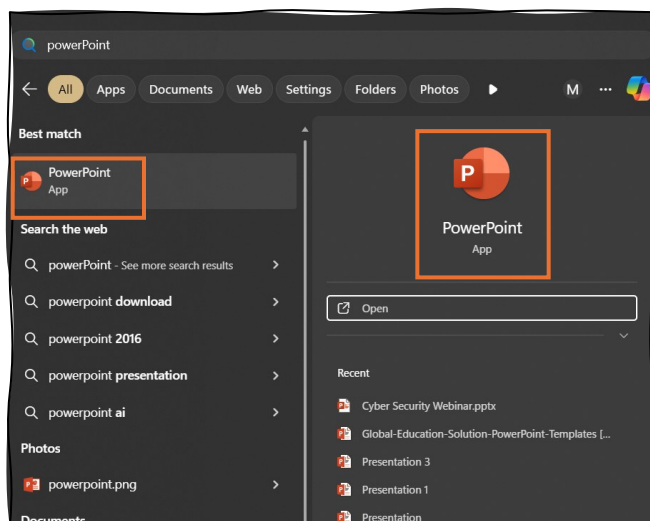 powerPoint
All Apps Documents Web Settings Folders Photos M ...
Best match
PowerPoint
App
Search the web
powerPoint - See more search results
powerpoint download
powerpoint 2016
powerpoint presentation
powerpoint ai
Photos
powerpoint.png
Documents
PowerPoint
App
Open
Recent
Cyber Security Webinar.pptx
Global-Education-Solution-PowerPoint-Templates [...
Presentation 3
Presentation 1
Presentation